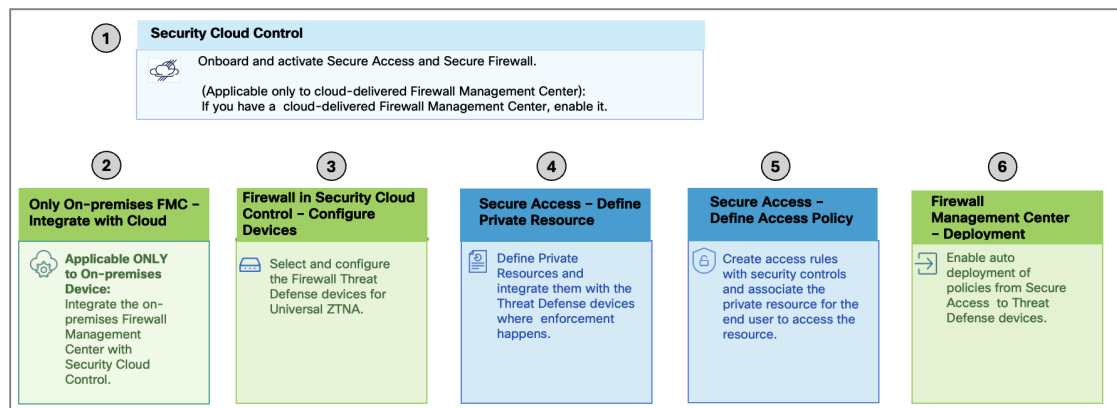 1
Security Cloud Control
Onboard and activate Secure Access and Secure Firewall.
(Applicable only to cloud-delivered Firewall Management Center):
If you have a cloud-delivered Firewall Management Center, enable it.
2
Only On-premises FMC –
Integrate with Cloud
Applicable ONLY
to On-premises
Device:
Integrate the on-
premises Firewall
Management
Center with
Security Cloud
Control.
3
Firewall in Security Cloud
Control – Configure
Devices
Select and configure
the Firewall Threat
Defense devices for
Universal ZTNA.
4
Secure Access – Define
Private Resource
Define Private
Resources and
integrate them with the
Threat Defense devices
where enforcement
happens.
5
Secure Access –
Define Access Policy
Create access rules
with security controls
and associate the
private resource for the
end user to access the
resource.
6
Firewall
Management Center
– Deployment
Enable auto
deployment of
policies from Secure
Access to Threat
Defense devices.